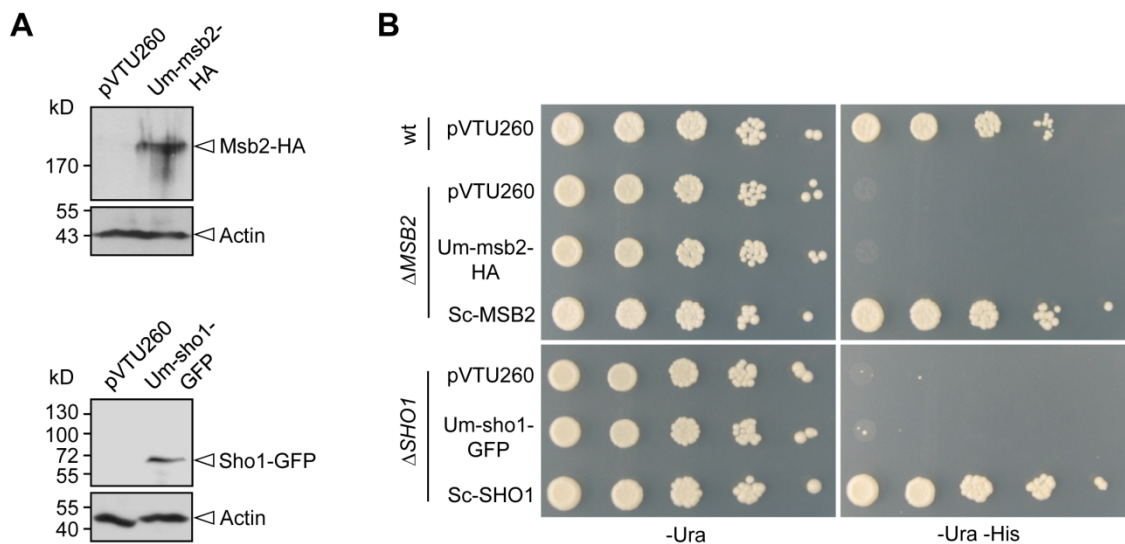 A
pVTU260
Um-msb2-
HA
kD
Msb2-HA
170
55
43
Actin
pVTU260
Um-sho1-
GFP
kD
130
100
72
55
Sho1-GFP
55
40
Actin
B
wt
pVTU260
ΔMSB2
pVTU260
Um-msb2-
HA
Sc-MSB2
ΔSHO1
pVTU260
Um-sho1-
GFP
Sc-SHO1
-Ura
-Ura -His